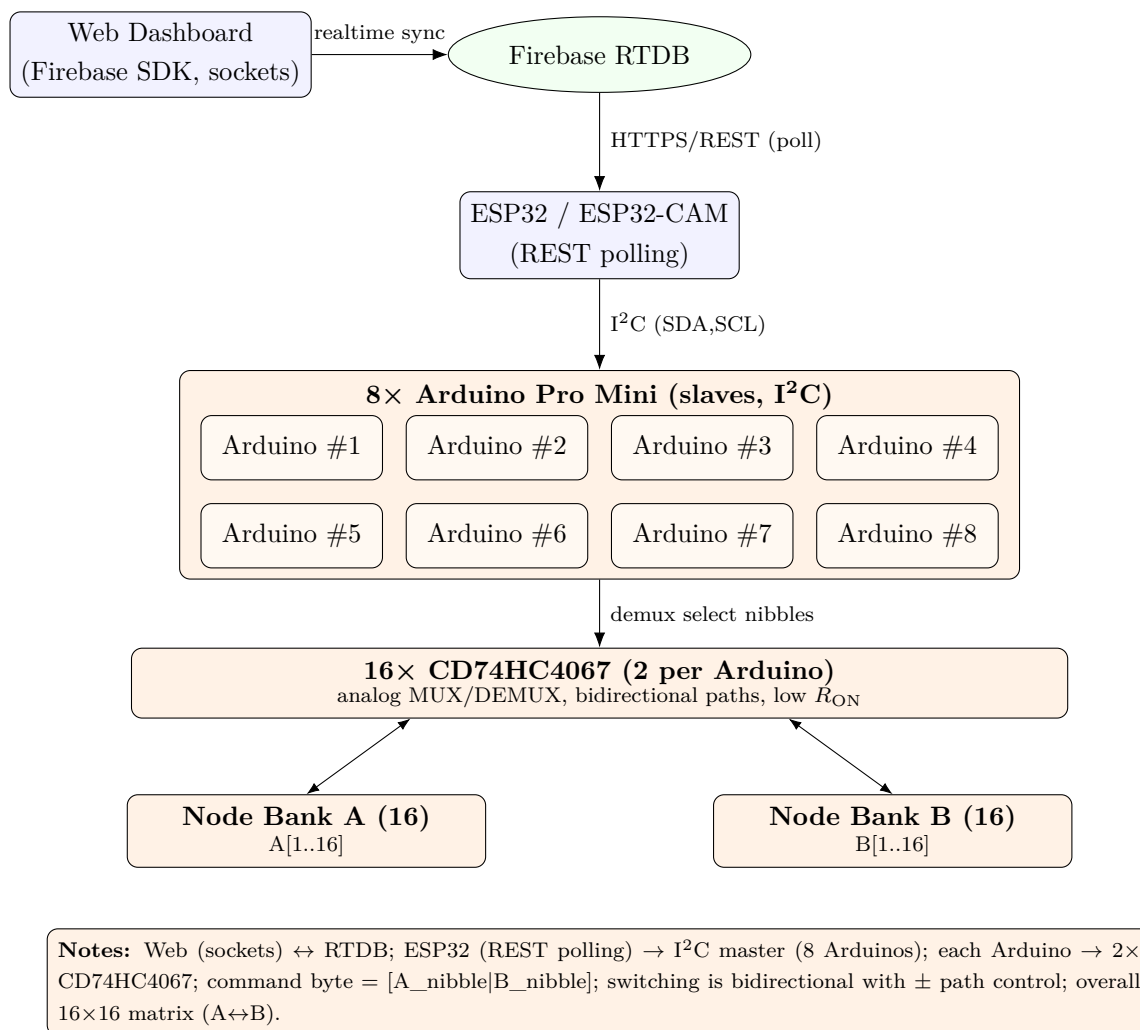 Web Dashboard
(Firebase SDK, sockets)
realtime sync
Firebase RTDB
HTTPS/REST (poll)
ESP32 / ESP32-CAM
(REST polling)
I²C (SDA,SCL)
8× Arduino Pro Mini (slaves, I²C)
Arduino #1
Arduino #2
Arduino #3
Arduino #4
Arduino #5
Arduino #6
Arduino #7
Arduino #8
demux select nibbles
16× CD74HC4067 (2 per Arduino)
analog MUX/DEMUX, bidirectional paths, low R_ON
Node Bank A (16)
A[1..16]
Node Bank B (16)
B[1..16]
Notes: Web (sockets) ↔ RTDB; ESP32 (REST polling) → I²C master (8 Arduinos); each Arduino → 2×
CD74HC4067; command byte = [A_nibble|B_nibble]; switching is bidirectional with ± path control; overall
16×16 matrix (A↔B).